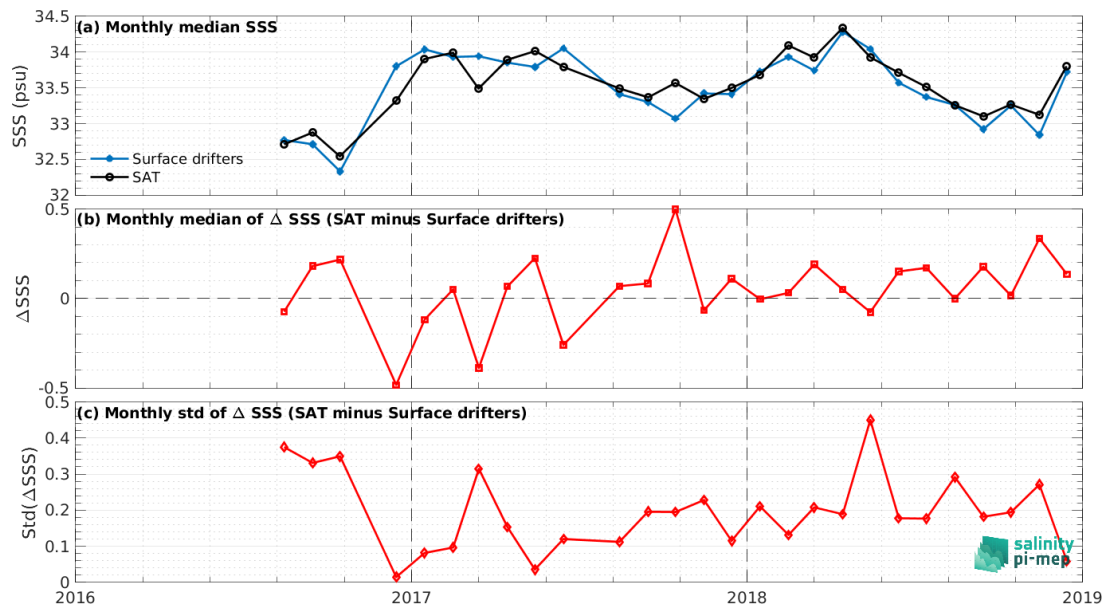 34.5
(a) Monthly median SSS
34
33.5
33
32.5
32
SSS (psu)
Surface drifters
SAT
0.5
(b) Monthly median of Δ SSS (SAT minus Surface drifters)
0
-0.5
ΔSSS
0.5
(c) Monthly std of Δ SSS (SAT minus Surface drifters)
0.4
0.3
0.2
0.1
0
Std(ΔSSS)
salinity
pi-mep
2016
2017
2018
2019